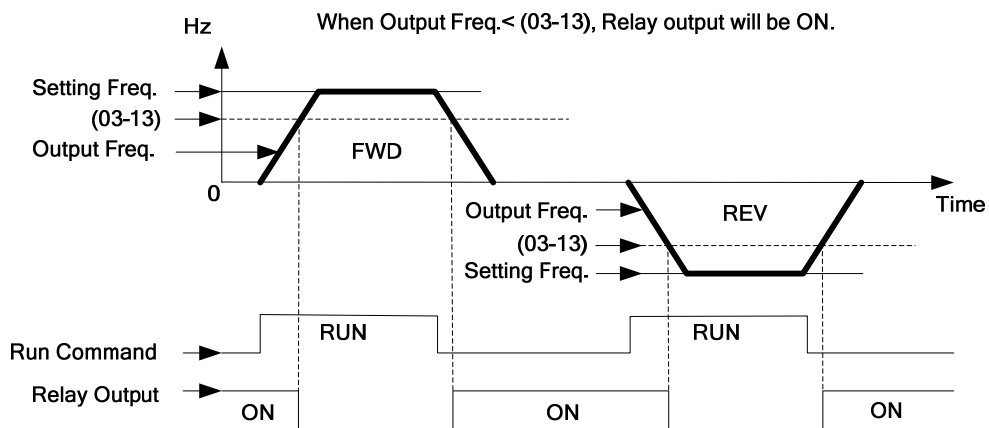 When Output Freq.< (03-13), Relay output will be ON.
Hz
Setting Freq.
(03-13)
Output Freq.
FWD
0
Time
Output Freq.
REV
(03-13)
Setting Freq.
RUN
RUN
Run Command
Relay Output
ON
ON
ON